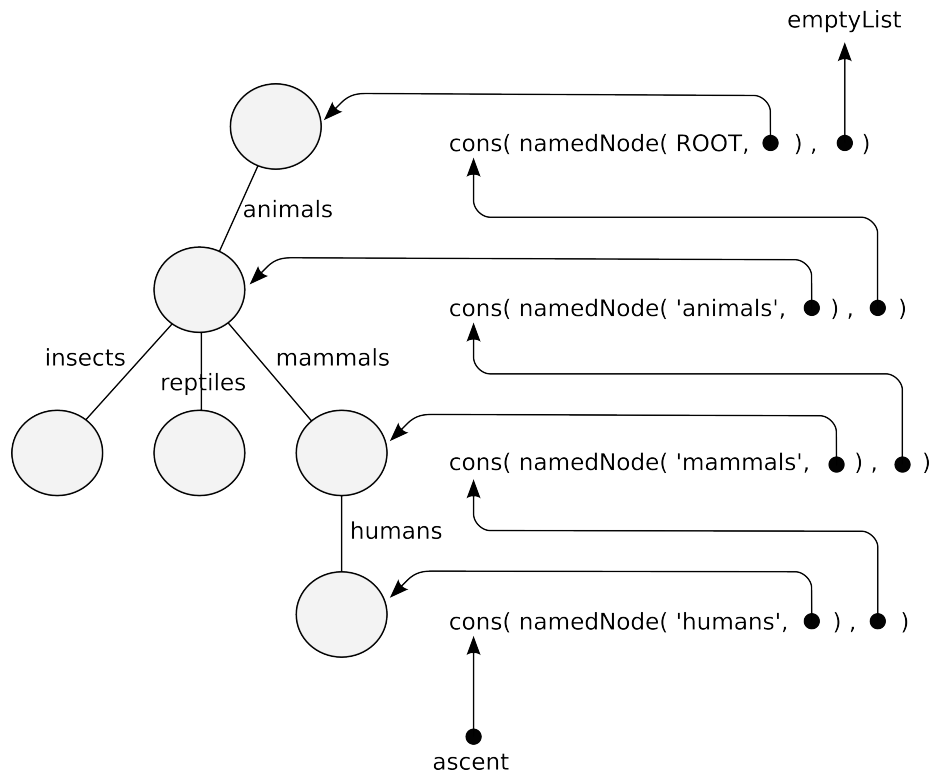 emptyList
cons( namedNode( ROOT, ) , )
animals
cons( namedNode( 'animals', ) , )
insects
mammals
reptiles
cons( namedNode( 'mammals', ) , )
humans
cons( namedNode( 'humans', ) , )
ascent